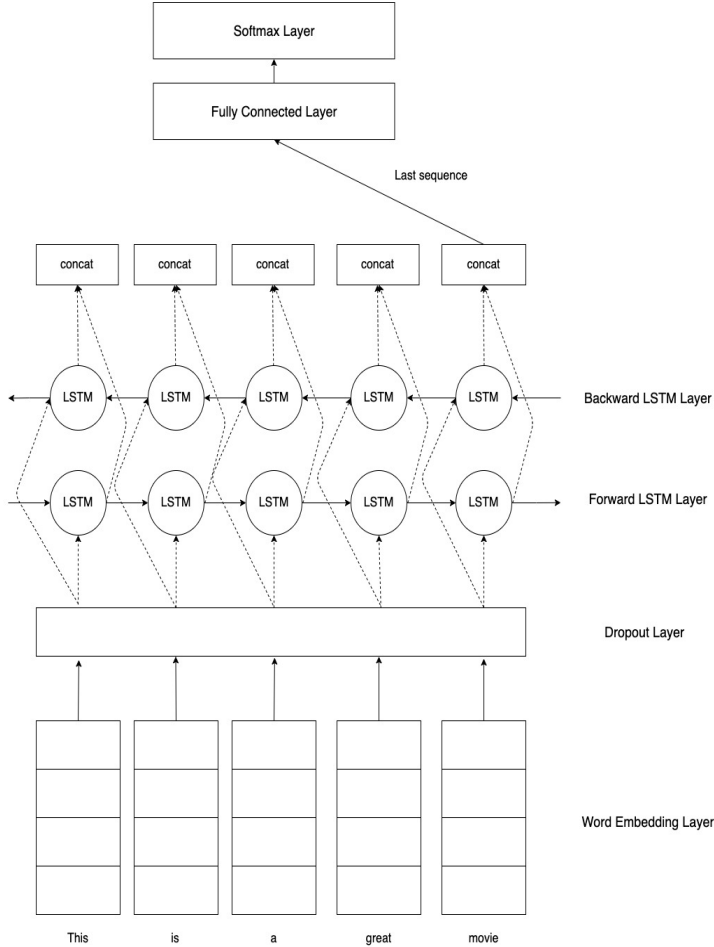 Softmax Layer
Fully Connected Layer
Last sequence
concat concat concat concat concat
LSTM LSTM LSTM LSTM LSTM Backward LSTM Layer
LSTM LSTM LSTM LSTM LSTM Forward LSTM Layer
Dropout Layer
Word Embedding Layer
This is a great movie